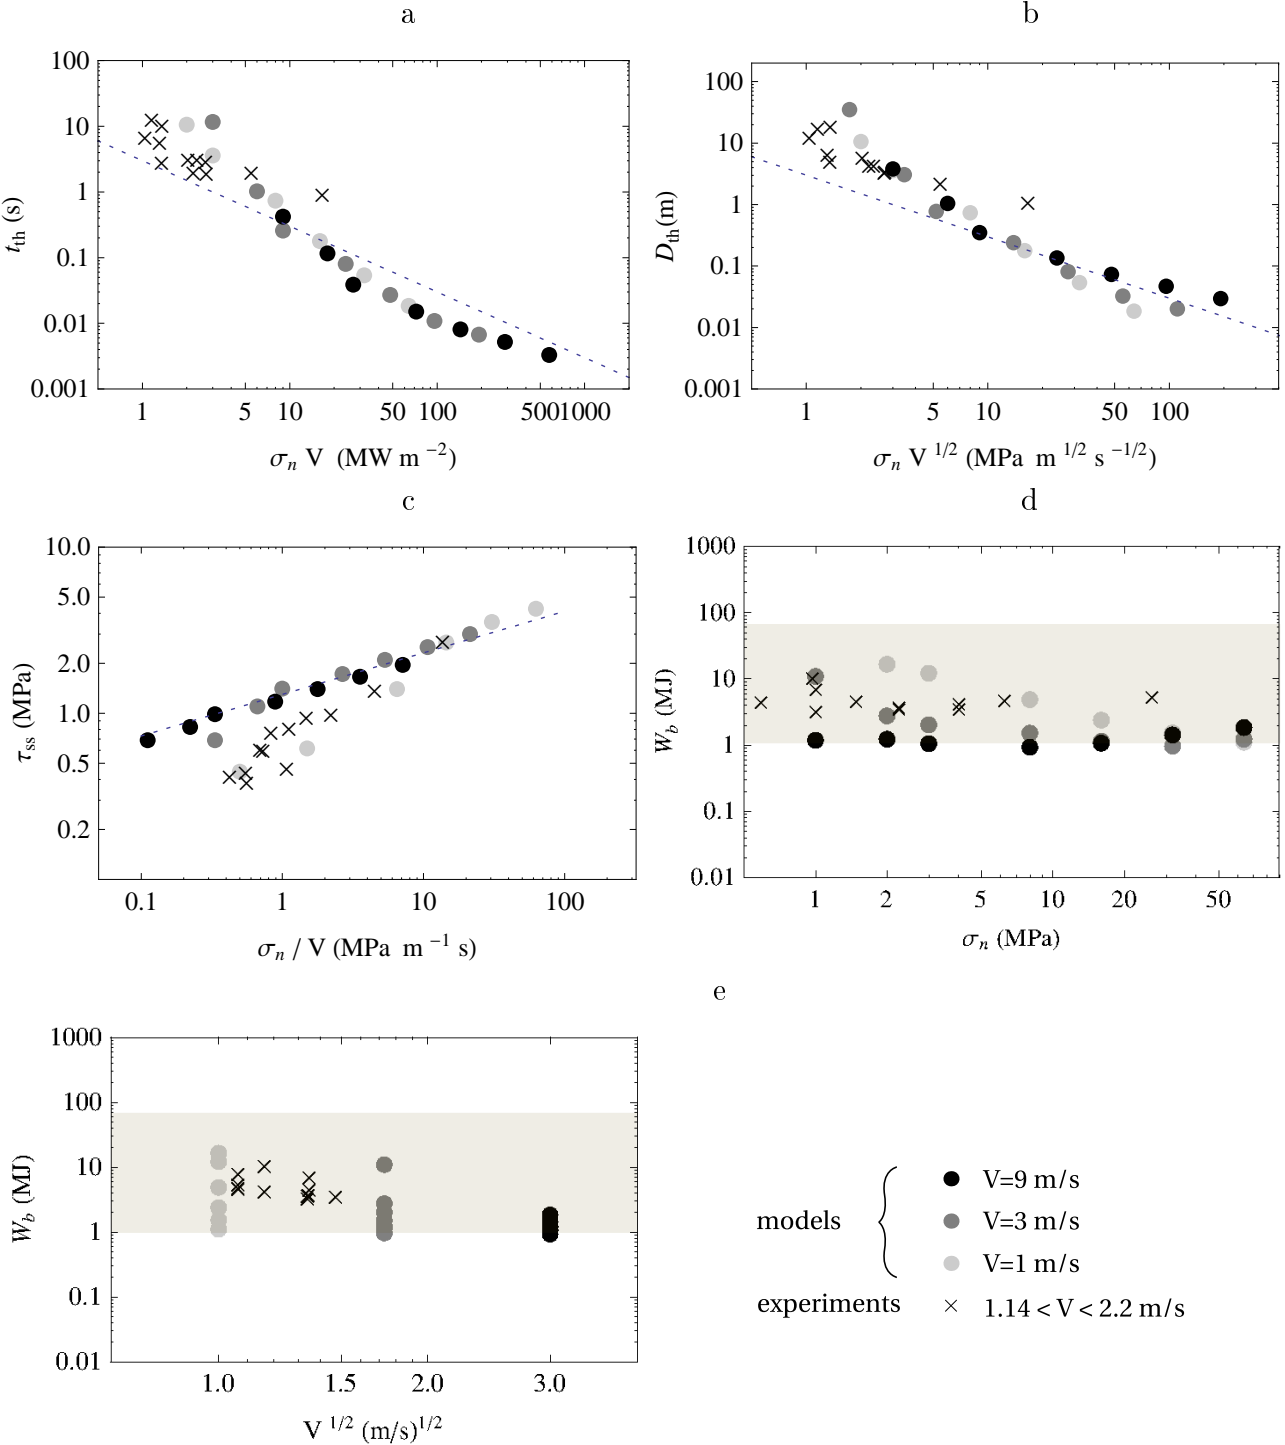 a
b
100
10
1
0.1
0.01
0.001
t_th (s)
1 5 10 50 100 500 1000
σ_n V (MW m⁻²)
100
10
1
0.1
0.01
0.001
D_th(m)
1 5 10 50 100
σ_n V ^1/2 (MPa m ^1/2 s ^-1/2)
c
d
10.0
5.0
2.0
1.0
0.5
0.2
τ_ss (MPa)
0.1 1 10 100
σ_n / V (MPa m⁻¹ s)
1000
100
10
1
0.1
0.01
W_b (MJ)
1 2 5 10 20 50
σ_n (MPa)
e
1000
100
10
1
0.1
0.01
W_b (MJ)
1.0 1.5 2.0 3.0
V ^1/2 (m/s)^1/2
models
V=9 m/s
V=3 m/s
V=1 m/s
experiments
1.14 < V < 2.2 m/s